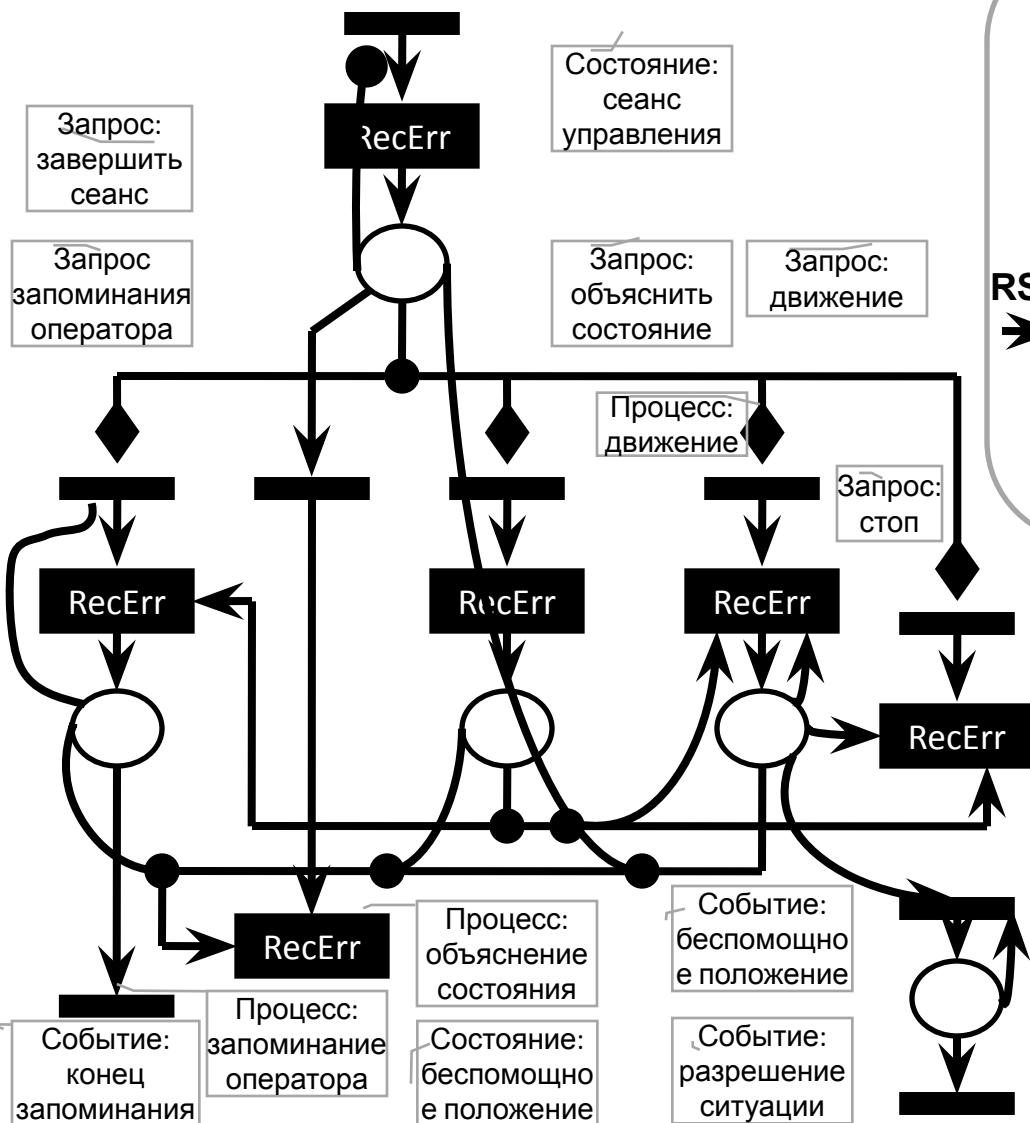 Состояние:
сеанс
управления
RecErr
Запрос:
завершить
сеанс
Запрос
запоминания
оператора
Запрос:
объяснить
состояние
Запрос:
движение
RS
Процесс:
движение
Запрос:
стоп
RecErr
RecErr
RecErr
RecErr
RecErr
Процесс:
объяснение
состояния
Событие:
беспомощно
е положение
Процесс:
запоминание
оператора
Событие:
конец
запоминания
Состояние:
беспомощно
е положение
Событие:
разрешение
ситуации